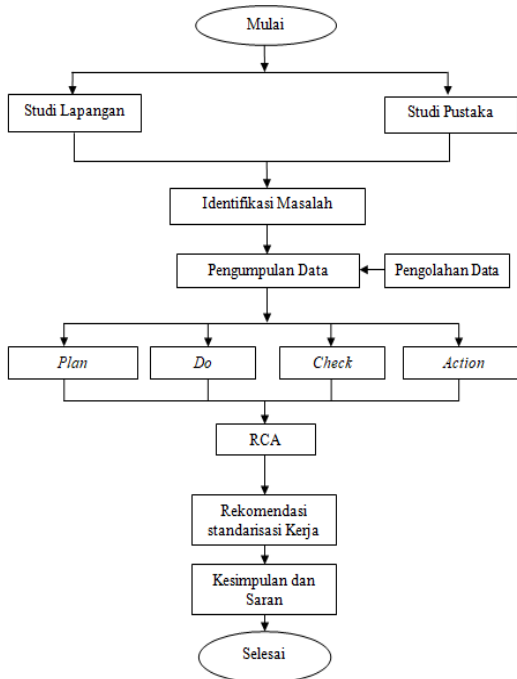 Mulai
Studi Lapangan
Studi Pustaka
Identifikasi Masalah
Pengumpulan Data
Pengolahan Data
Plan
Do
Check
Action
RCA
Rekomendasi
standarisasi Kerja
Kesimpulan dan
Saran
Selesai